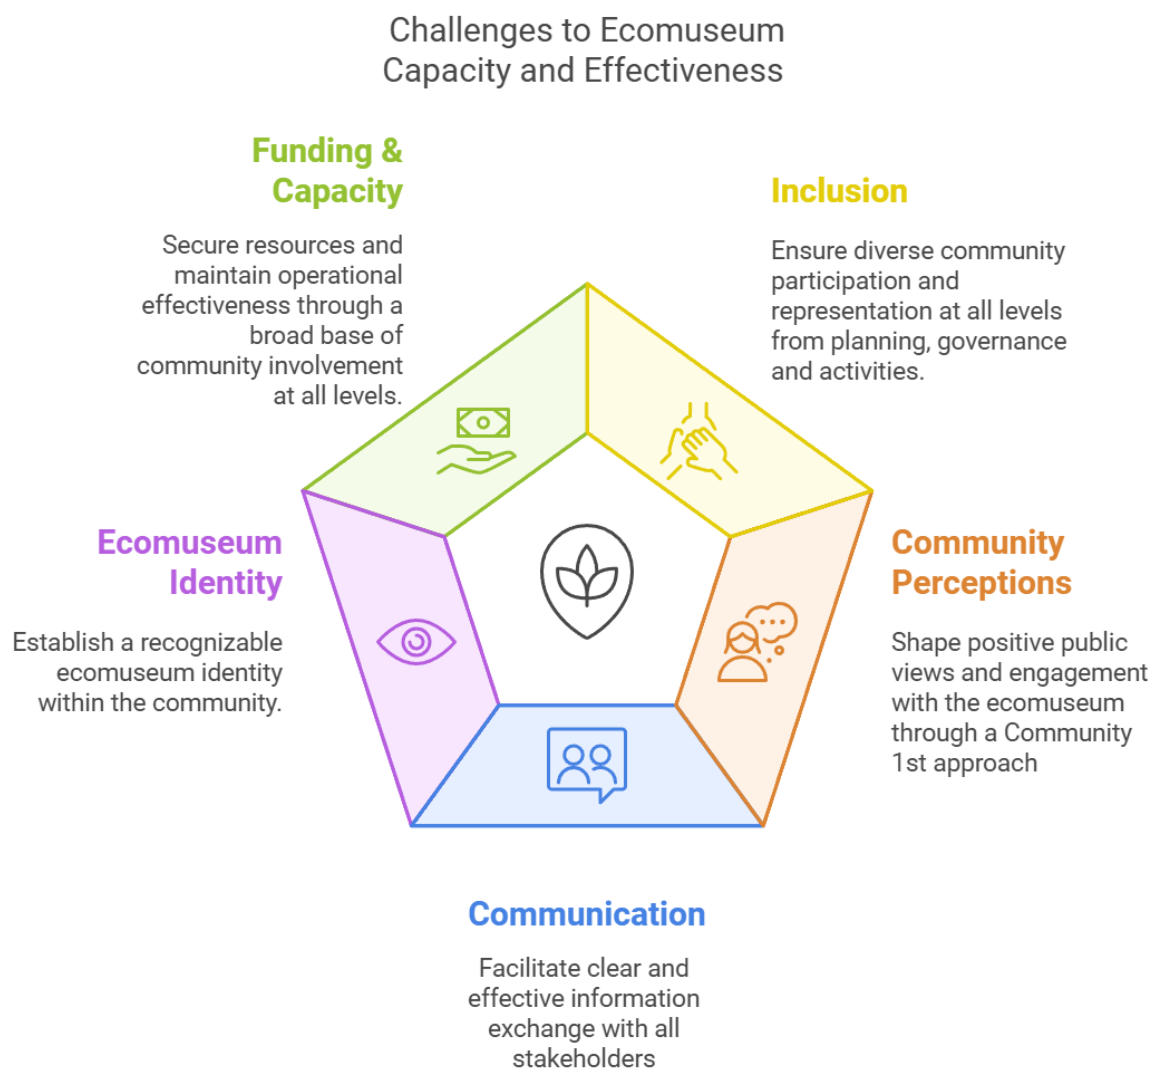 Challenges to Ecomuseum
Capacity and Effectiveness
Funding &
Capacity
Secure resources and
maintain operational
effectiveness through a
broad base of
community involvement
at all levels.
Inclusion
Ensure diverse community
participation and
representation at all levels
from planning, governance
and activities.
Ecomuseum
Identity
Establish a recognizable
ecomuseum identity
within the community.
Community
Perceptions
Shape positive public
views and engagement
with the ecomuseum
through a Community
1st approach
Communication
Facilitate clear and
effective information
exchange with all
stakeholders